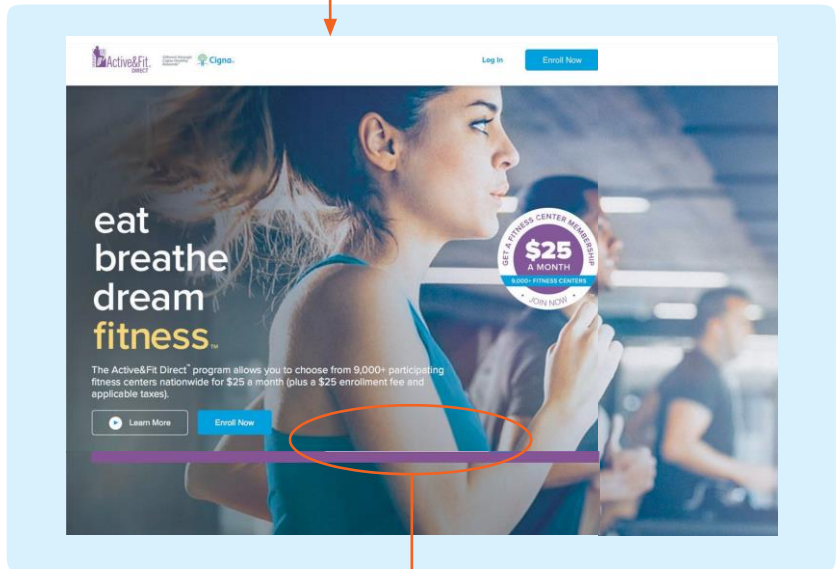 Active&Fit.
DIRECT
Cigna.
Log In
Enroll Now
eat
breathe
dream
fitness™
GET A FITNESS CENTER MEMBERSHIP
$25
A MONTH
9,000+ FITNESS CENTERS
• JOIN NOW •
The Active&Fit Direct™ program allows you to choose from 9,000+ participating
fitness centers nationwide for $25 a month (plus a $25 enrollment fee and
applicable taxes).
Learn More
Enroll Now